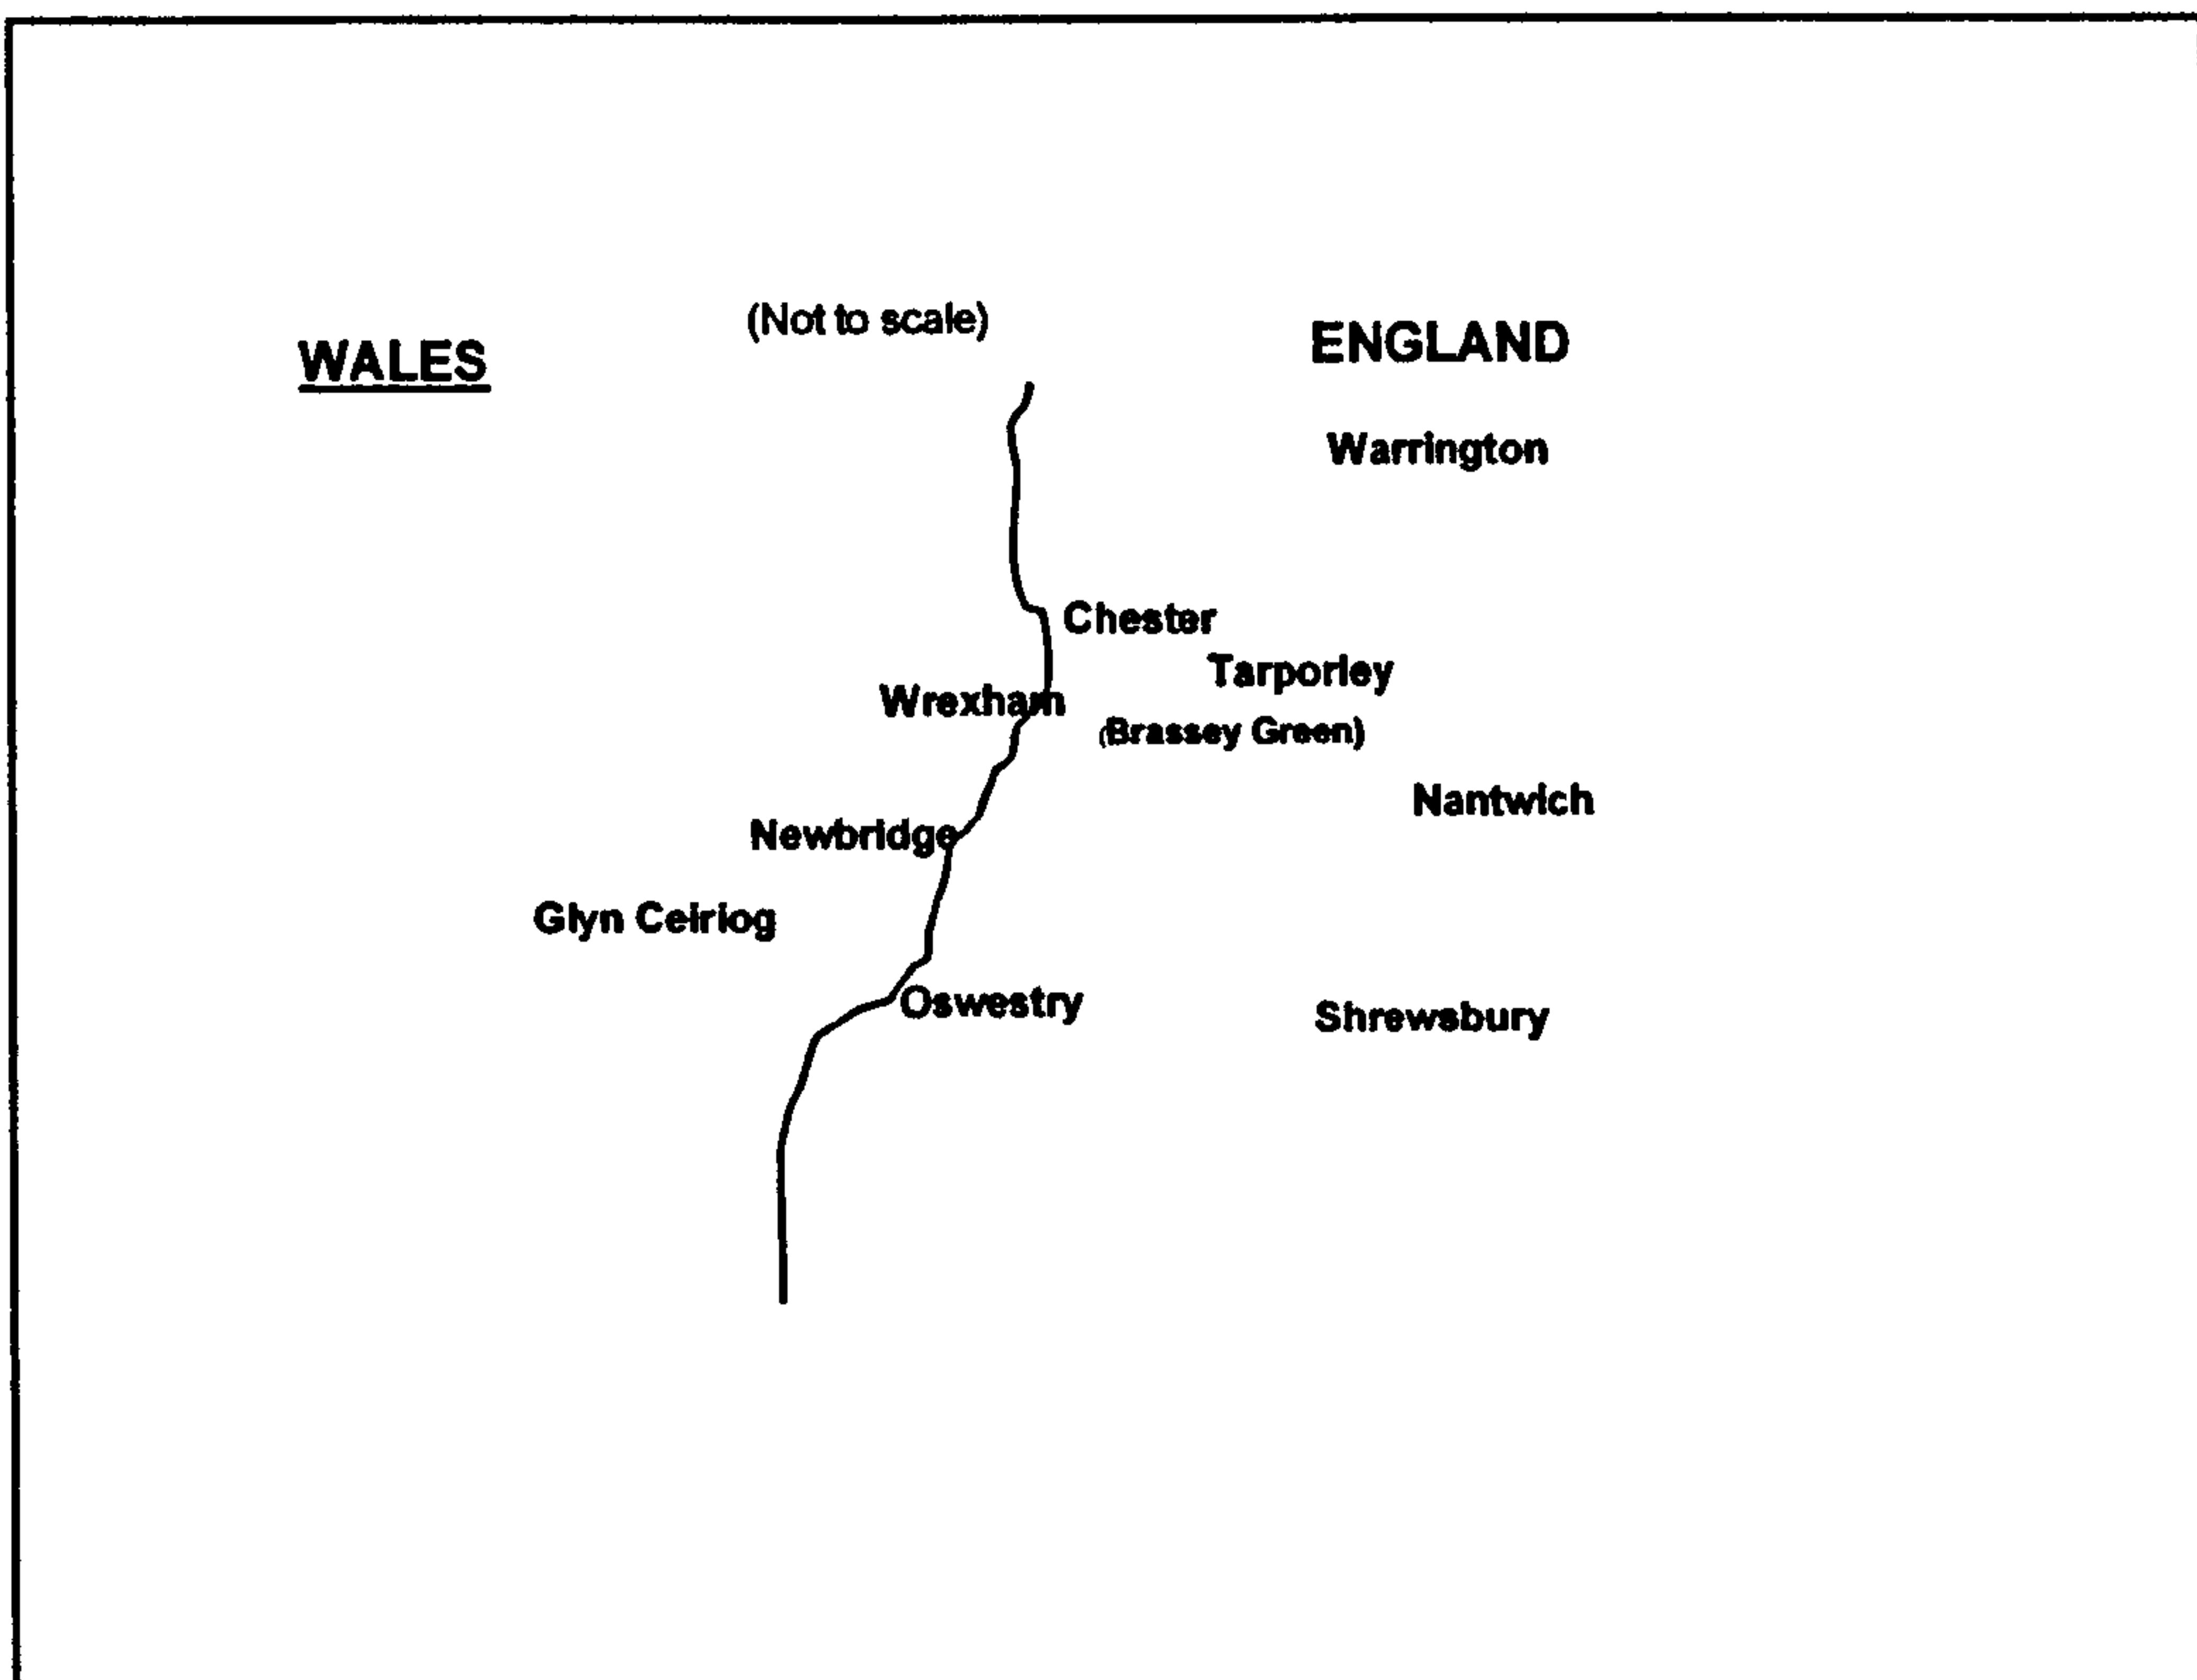 (Not to scale)
WALES
ENGLAND
Warrington
Chester
Tarporley
Wrexham
(Brassey Green)
Nantwich
Newbridge
Glyn Ceiriog
Oswestry
Shrewsbury